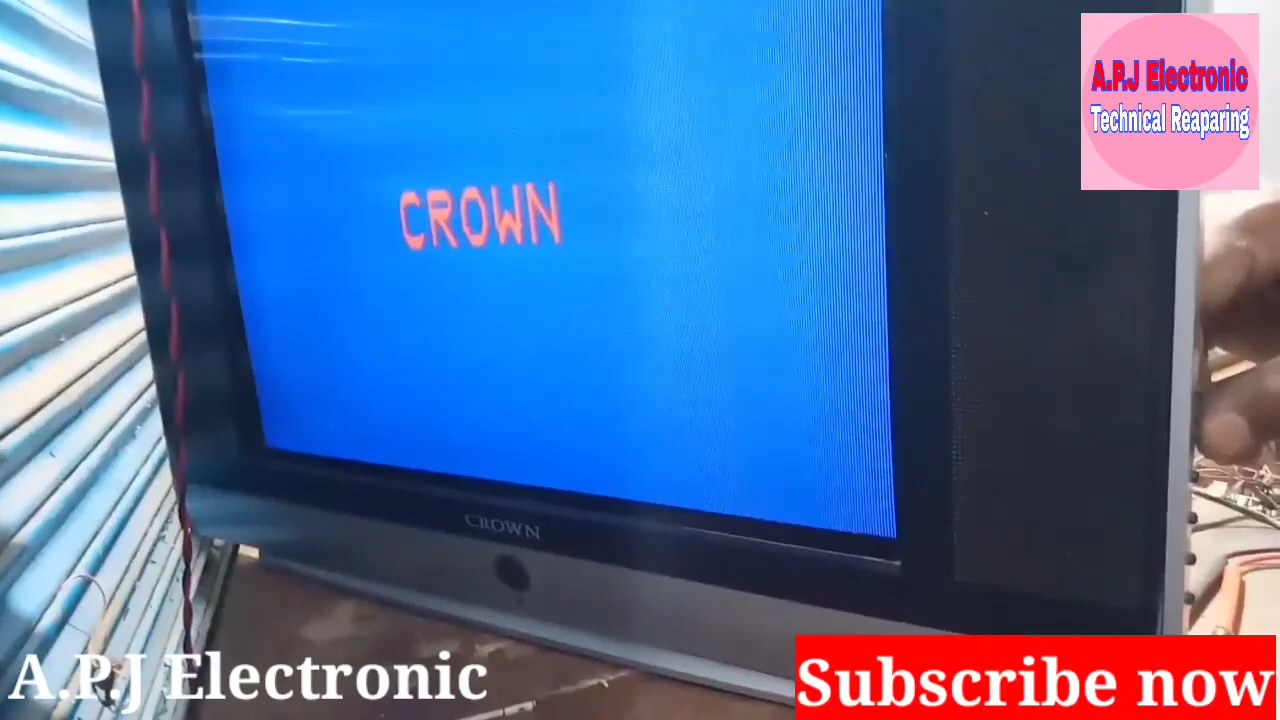 A.P.J Electronic
Technical Reaparing
CROWN
CROWN
A.P.J Electronic
Subscribe now